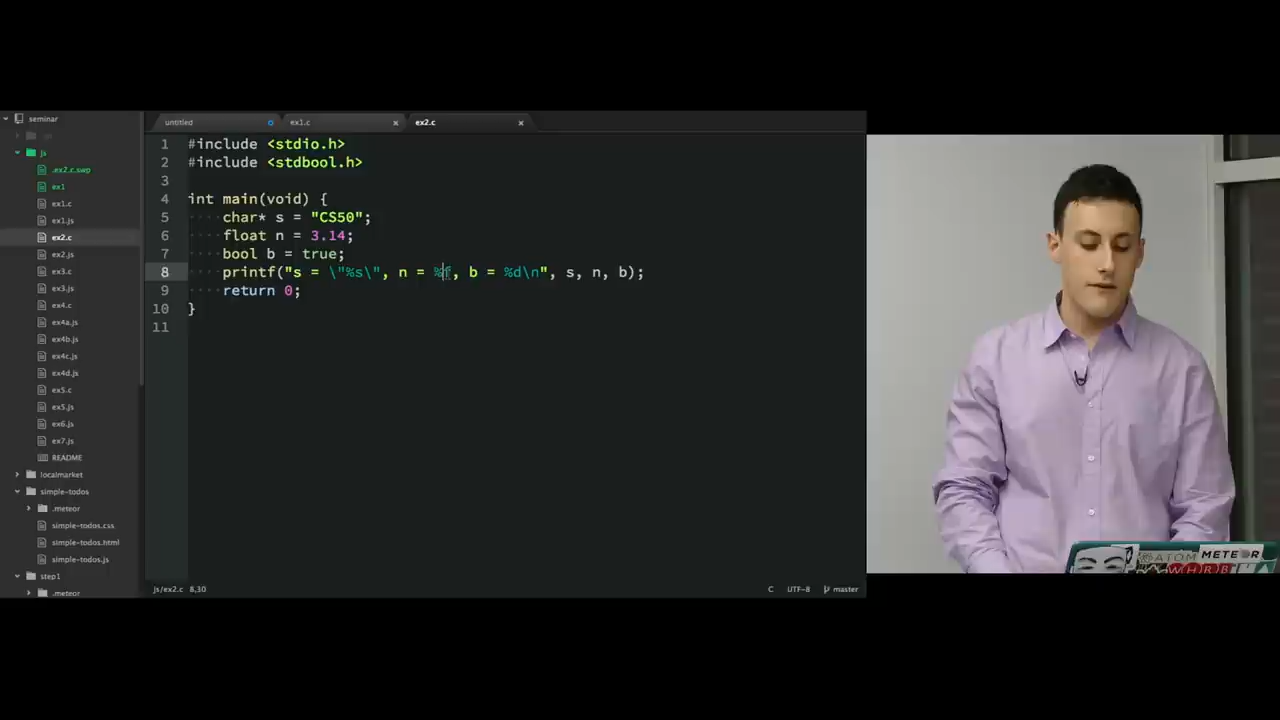 seminar
js
.ex2.c.swp
ex1
ex1.c
ex1.js
ex2.c
ex2.js
ex3.c
ex3.js
ex4.c
ex4a.js
ex4b.js
ex4c.js
ex4d.js
ex5.c
ex5.js
ex6.js
ex7.js
README
localmarket
simple-todos
.meteor
simple-todos.css
simple-todos.html
simple-todos.js
step1
.meteor
untitled
ex1.c
ex2.c
1 #include <stdio.h>
2 #include <stdbool.h>
3
4 int main(void) {
5 char* s = "CS50";
6 float n = 3.14;
7 bool b = true;
8 printf("s = \"%s\", n = %f, b = %d\n", s, n, b);
9 return 0;
10 }
11
js/ex2.c 8,30
C UTF-8 master
ATOM METEOR
WHRB